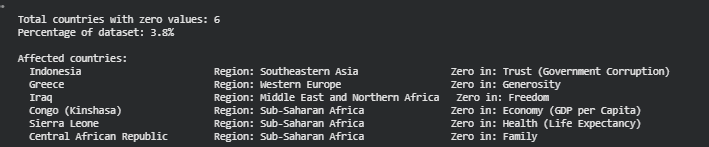 Total countries with zero values: 6
Percentage of dataset: 3.8%
Affected countries:
Indonesia Region: Southeastern Asia Zero in: Trust (Government Corruption)
Greece Region: Western Europe Zero in: Generosity
Iraq Region: Middle East and Northern Africa Zero in: Freedom
Congo (Kinshasa) Region: Sub-Saharan Africa Zero in: Economy (GDP per Capita)
Sierra Leone Region: Sub-Saharan Africa Zero in: Health (Life Expectancy)
Central African Republic Region: Sub-Saharan Africa Zero in: Family